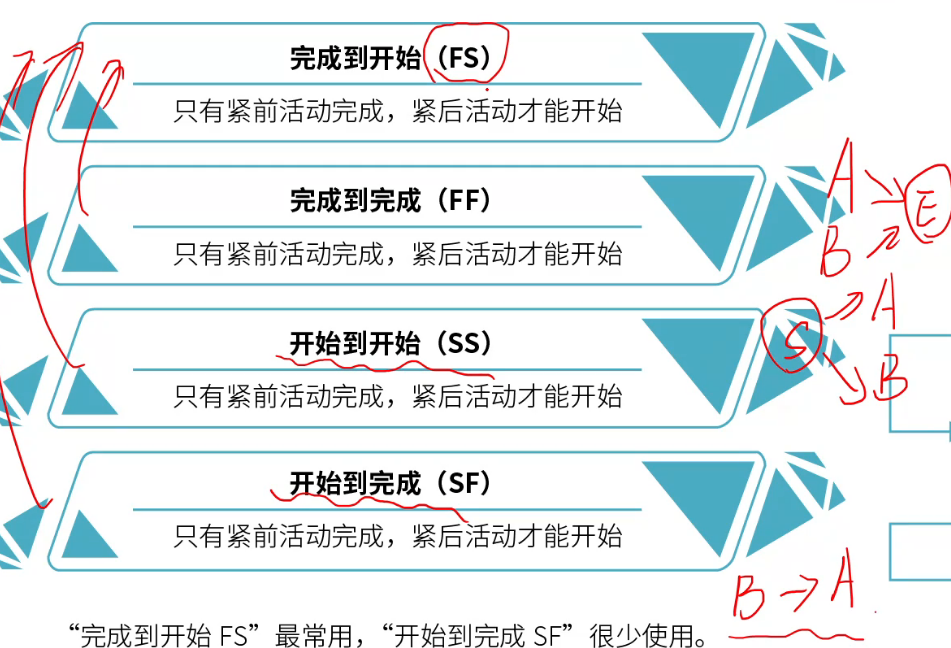 完成到开始（FS）
只有紧前活动完成，紧后活动才能开始
完成到完成（FF）
只有紧前活动完成，紧后活动才能开始
A
E
B
开始到开始（SS）
只有紧前活动完成，紧后活动才能开始
A
S
B
开始到完成（SF）
只有紧前活动完成，紧后活动才能开始
B→A
“完成到开始 FS”最常用，“开始到完成 SF”很少使用。